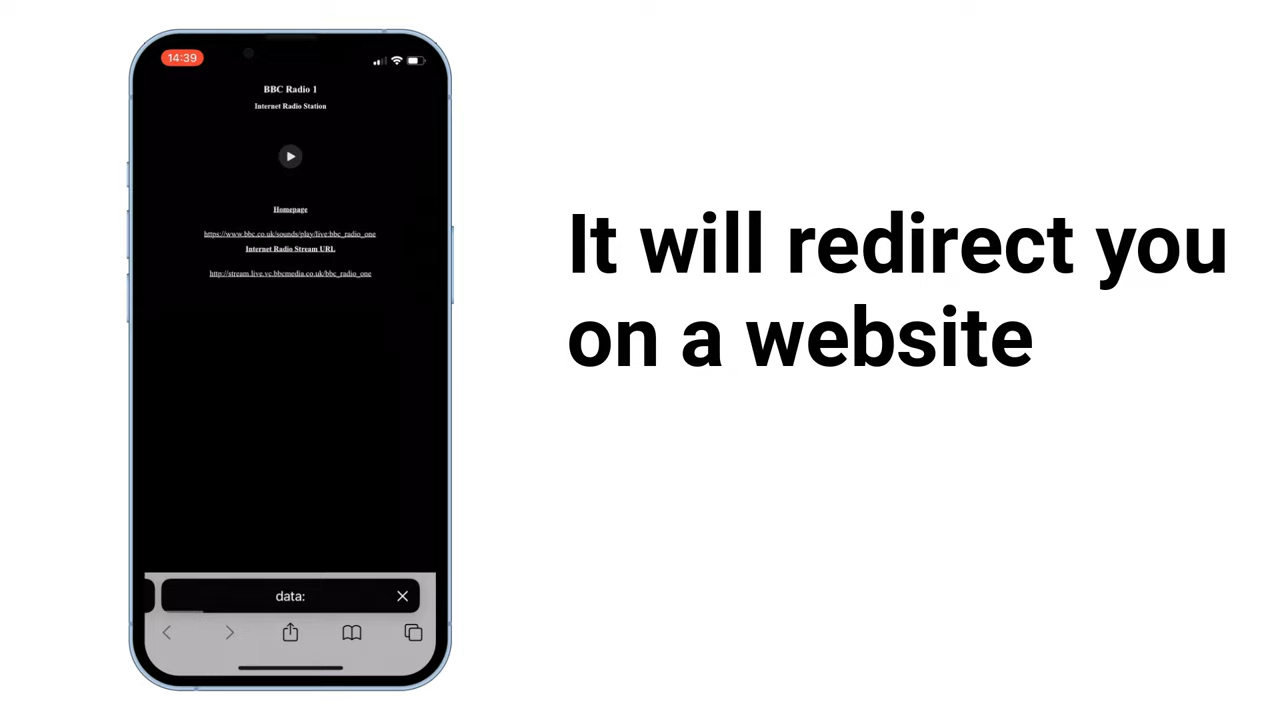 14:39
BBC Radio 1
Internet Radio Station
Homepage
https://www.bbc.co.uk/sounds/play/live:bbc_radio_one
Internet Radio Stream URL
http://stream.live.vc.bbcmedia.co.uk/bbc_radio_one
data:
It will redirect you
on a website